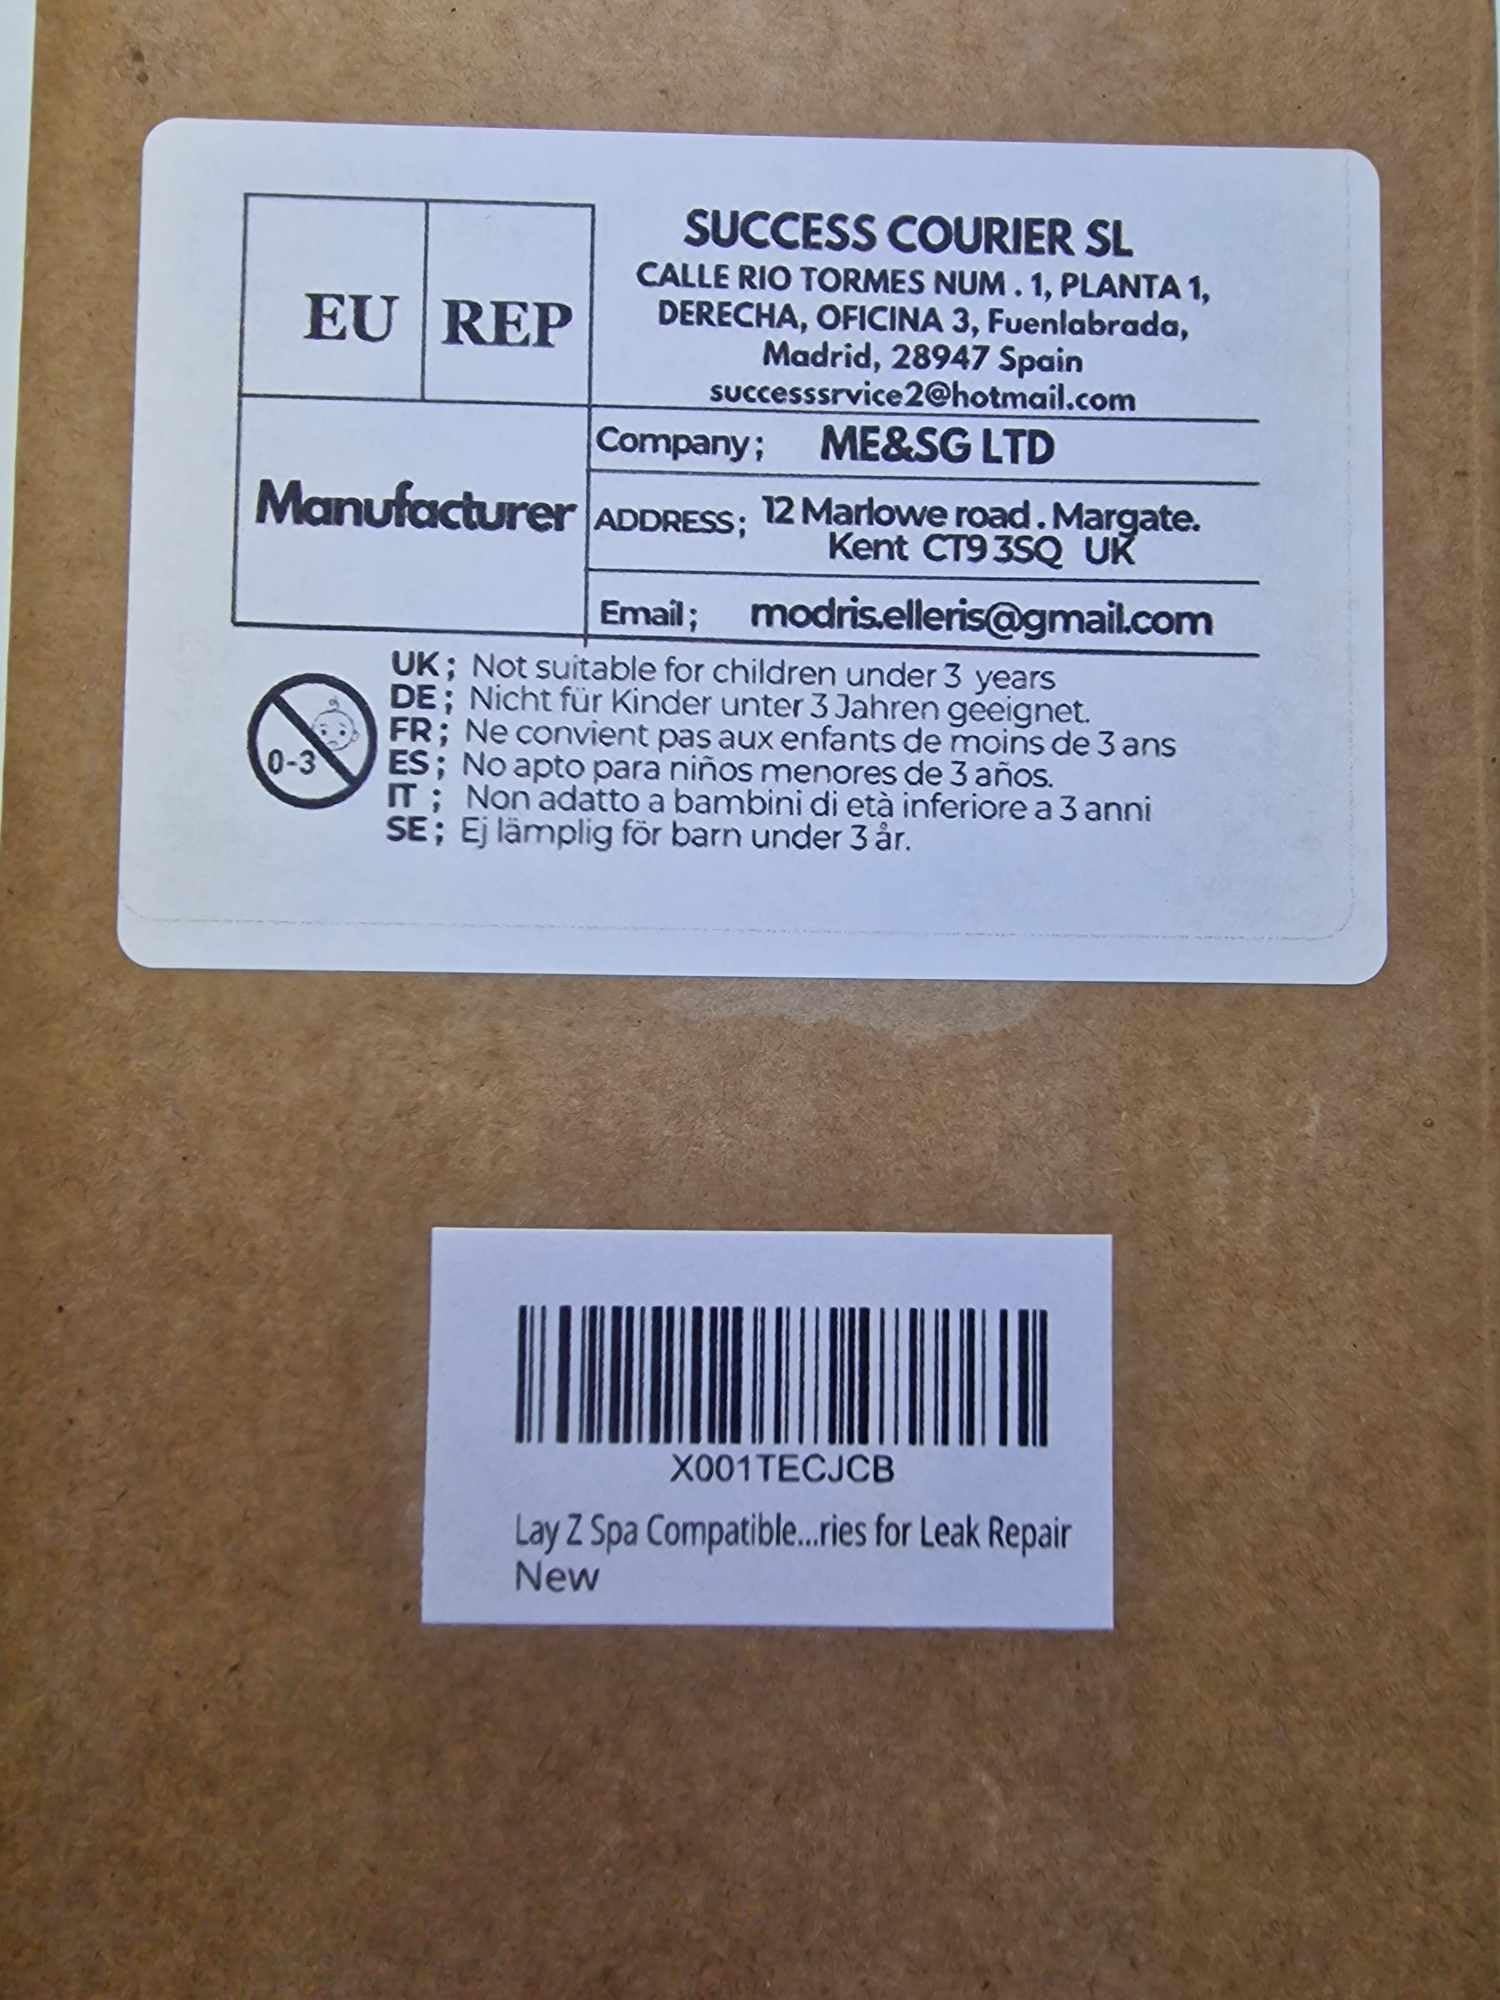 EU REP
SUCCESS COURIER SL
CALLE RIO TORMES NUM . 1, PLANTA 1,
DERECHA, OFICINA 3, Fuenlabrada,
Madrid, 28947 Spain
successsrvice2@hotmail.com
Manufacturer
Company; ME&SG LTD
ADDRESS; 12 Marlowe road . Margate.
Kent CT9 3SQ UK
Email; modris.elleris@gmail.com
0-3
UK; Not suitable for children under 3 years
DE; Nicht für Kinder unter 3 Jahren geeignet.
FR; Ne convient pas aux enfants de moins de 3 ans
ES; No apto para niños menores de 3 años.
IT ; Non adatto a bambini di età inferiore a 3 anni
SE; Ej lämplig för barn under 3 år.
X001TECJCB
Lay Z Spa Compatible...ries for Leak Repair
New